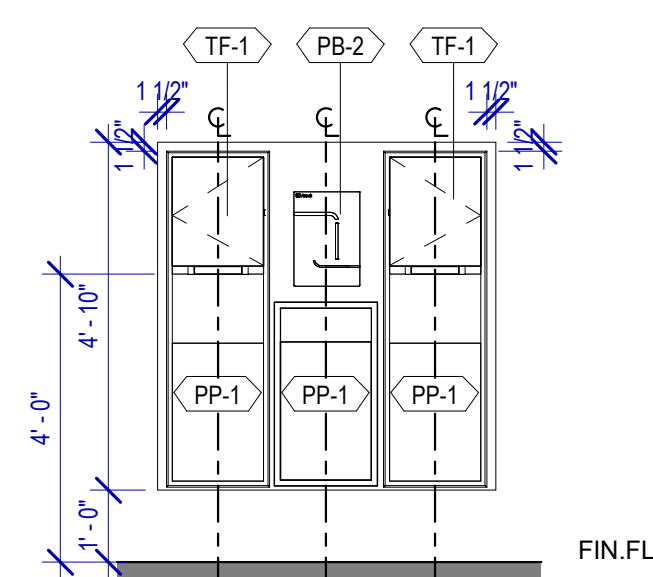 TF-1 PB-2 TF-1
1 1/2" 1 1/2"
℄ ℄ ℄
1 1/2" 1 1/2"
4' - 10"
PP-1 PP-1 PP-1
4' - 0"
1' - 0"
FIN.FL